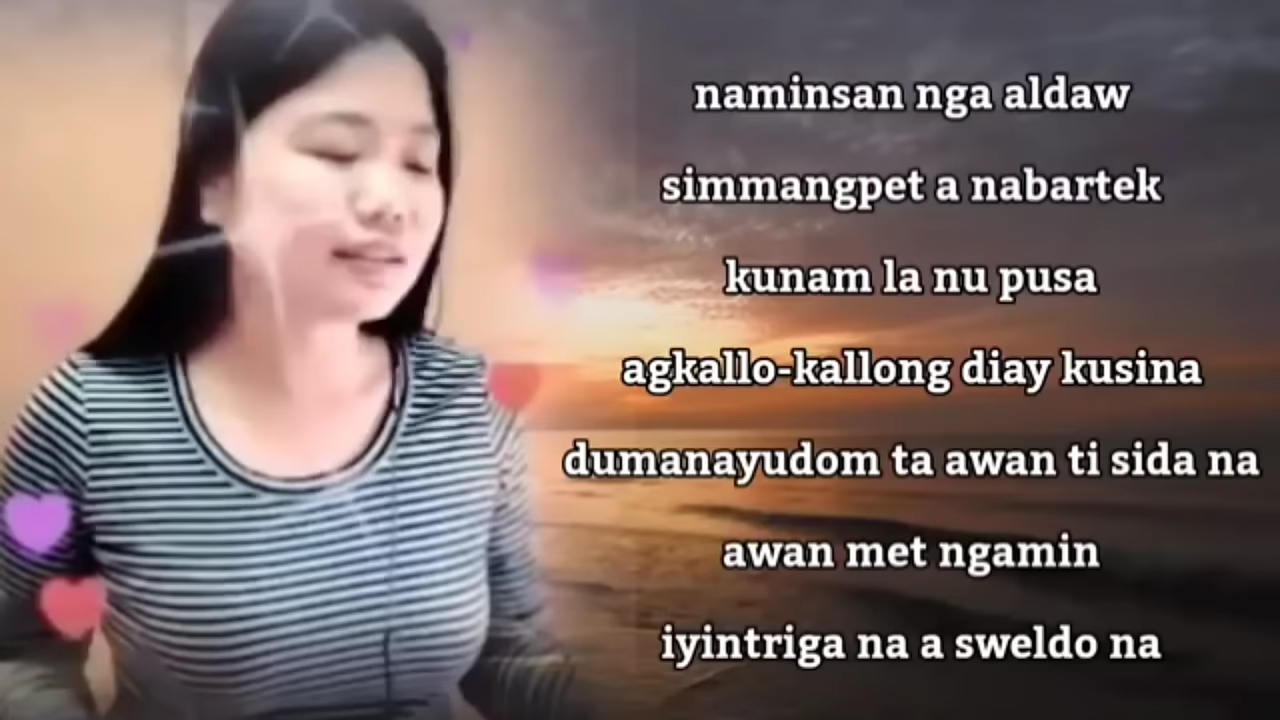 naminsan nga aldaw
simmangpet a nabartek
kunam la nu pusa
agkallo-kallong diay kusina
dumanayudom ta awan ti sida na
awan met ngamin
iyintriga na a sweldo na